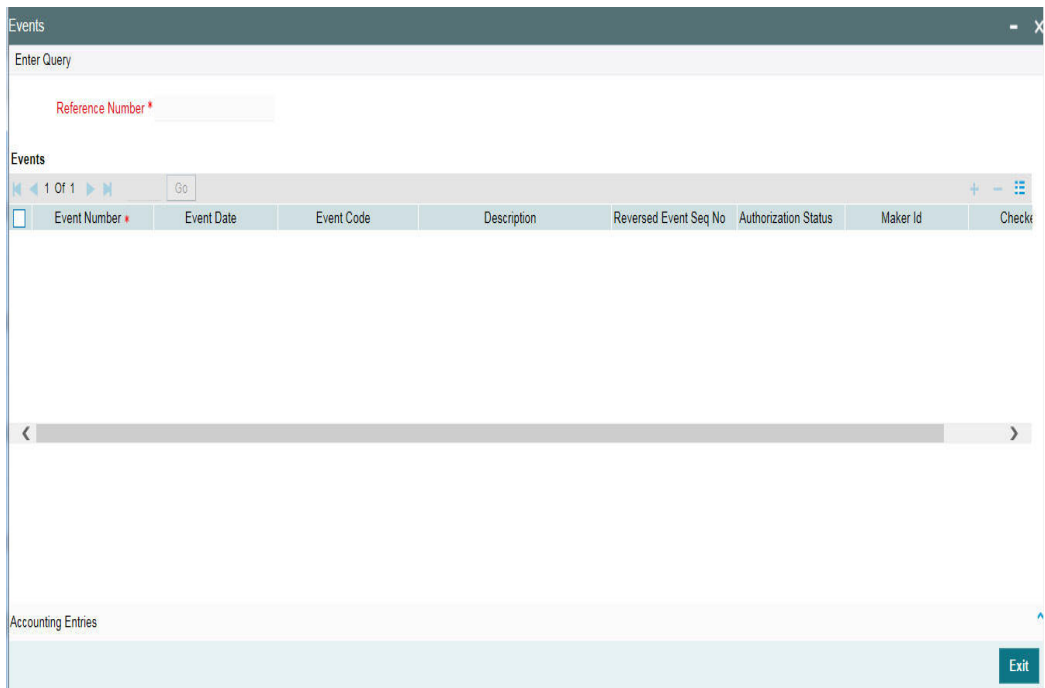 Events
Enter Query
Reference Number *
Events
1 Of 1 Go
Event Number * Event Date Event Code Description Reversed Event Seq No Authorization Status Maker Id Checke
Accounting Entries
Exit